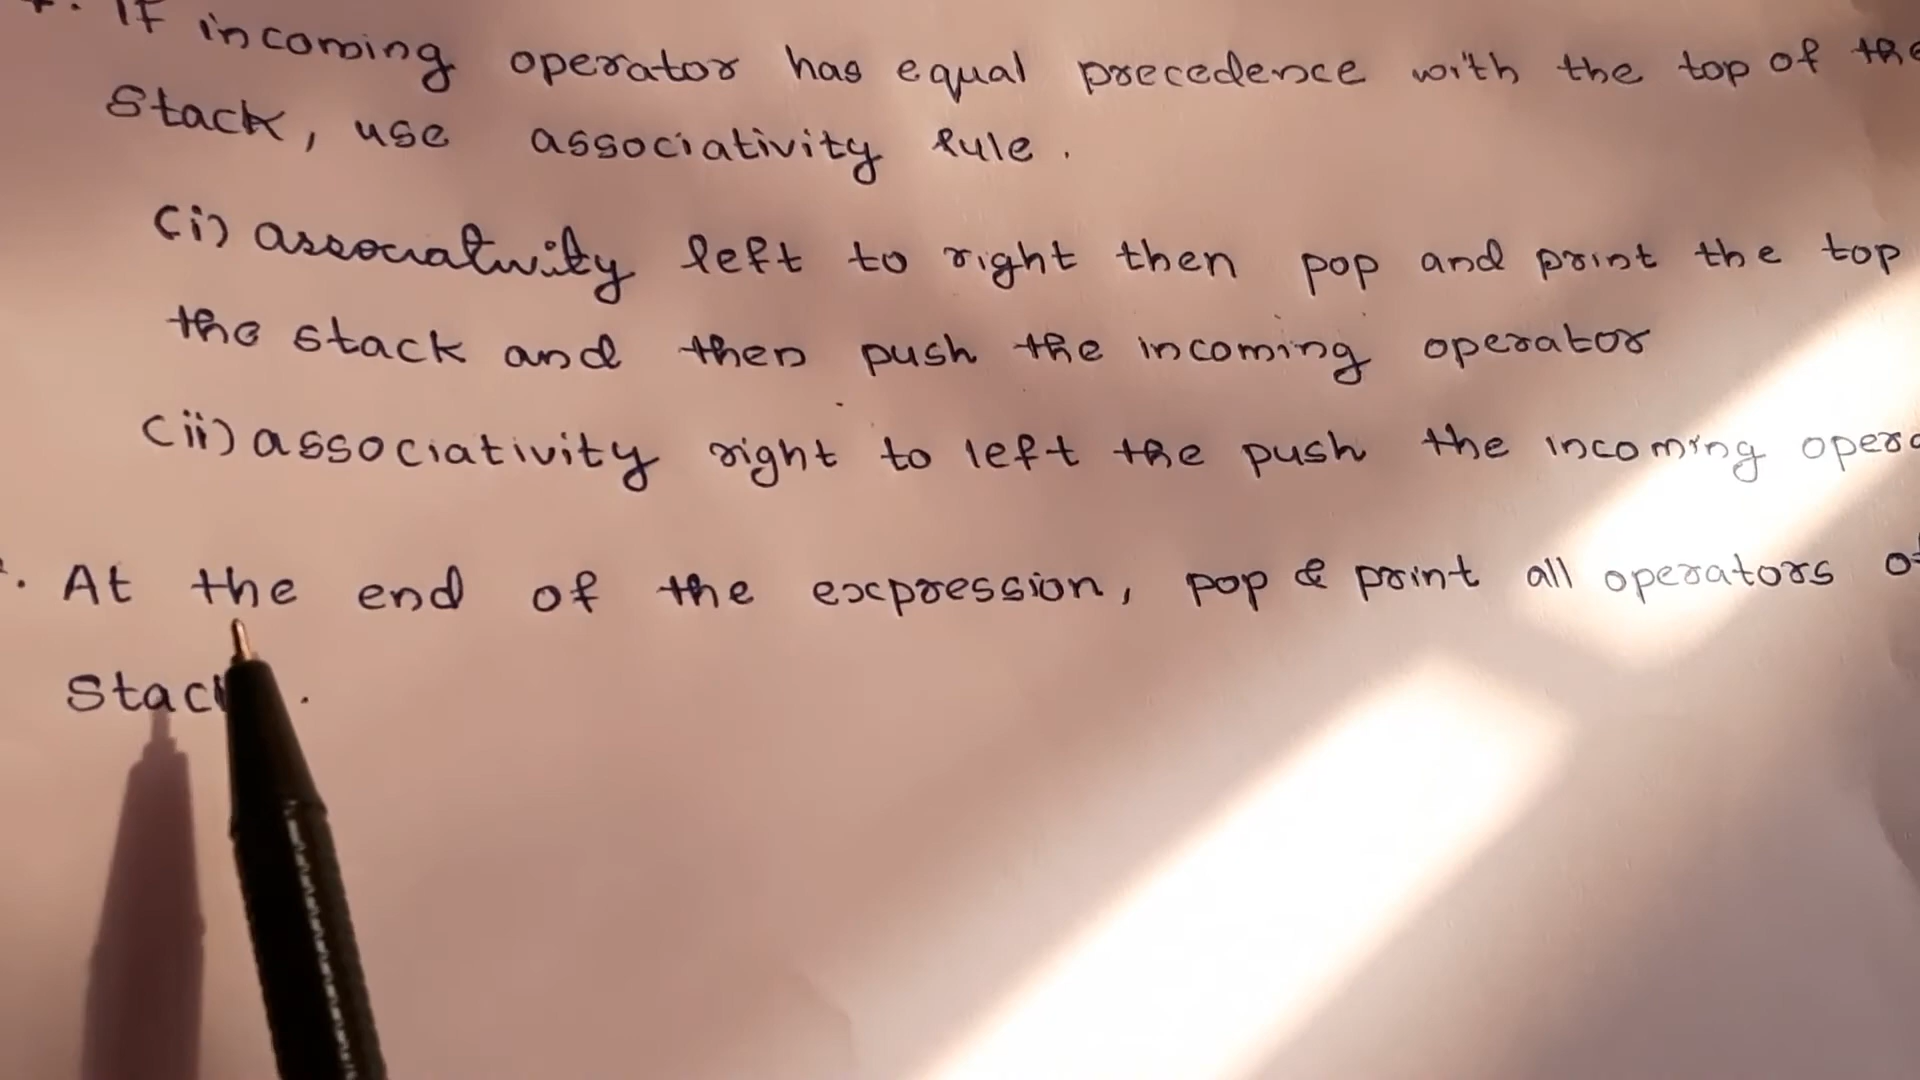 . If incoming operator has equal precedence with the top of the
Stack, use associativity rule.
(i) associativity left to right then pop and print the top
the stack and then push the incoming operator
(ii) associativity right to left the push the incoming
. At the end of the expression, pop & print all operators of
Stack.